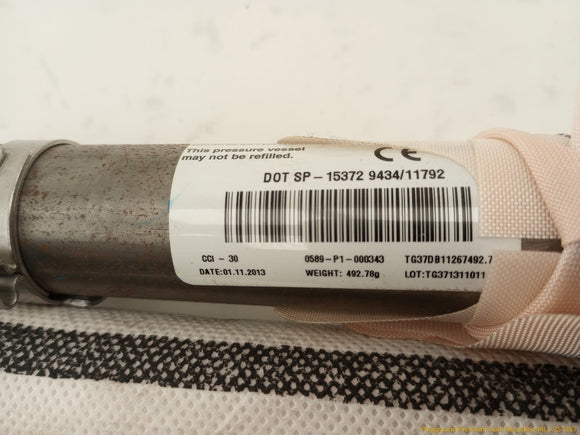 This pressure vessel
may not be refilled.
CE
DOT SP - 15372 9434/11792
CCI - 30 0589-P1-000343 TG37DB11267492.7
DATE:01.11.2013 WEIGHT: 492.78g LOT:TG371311011